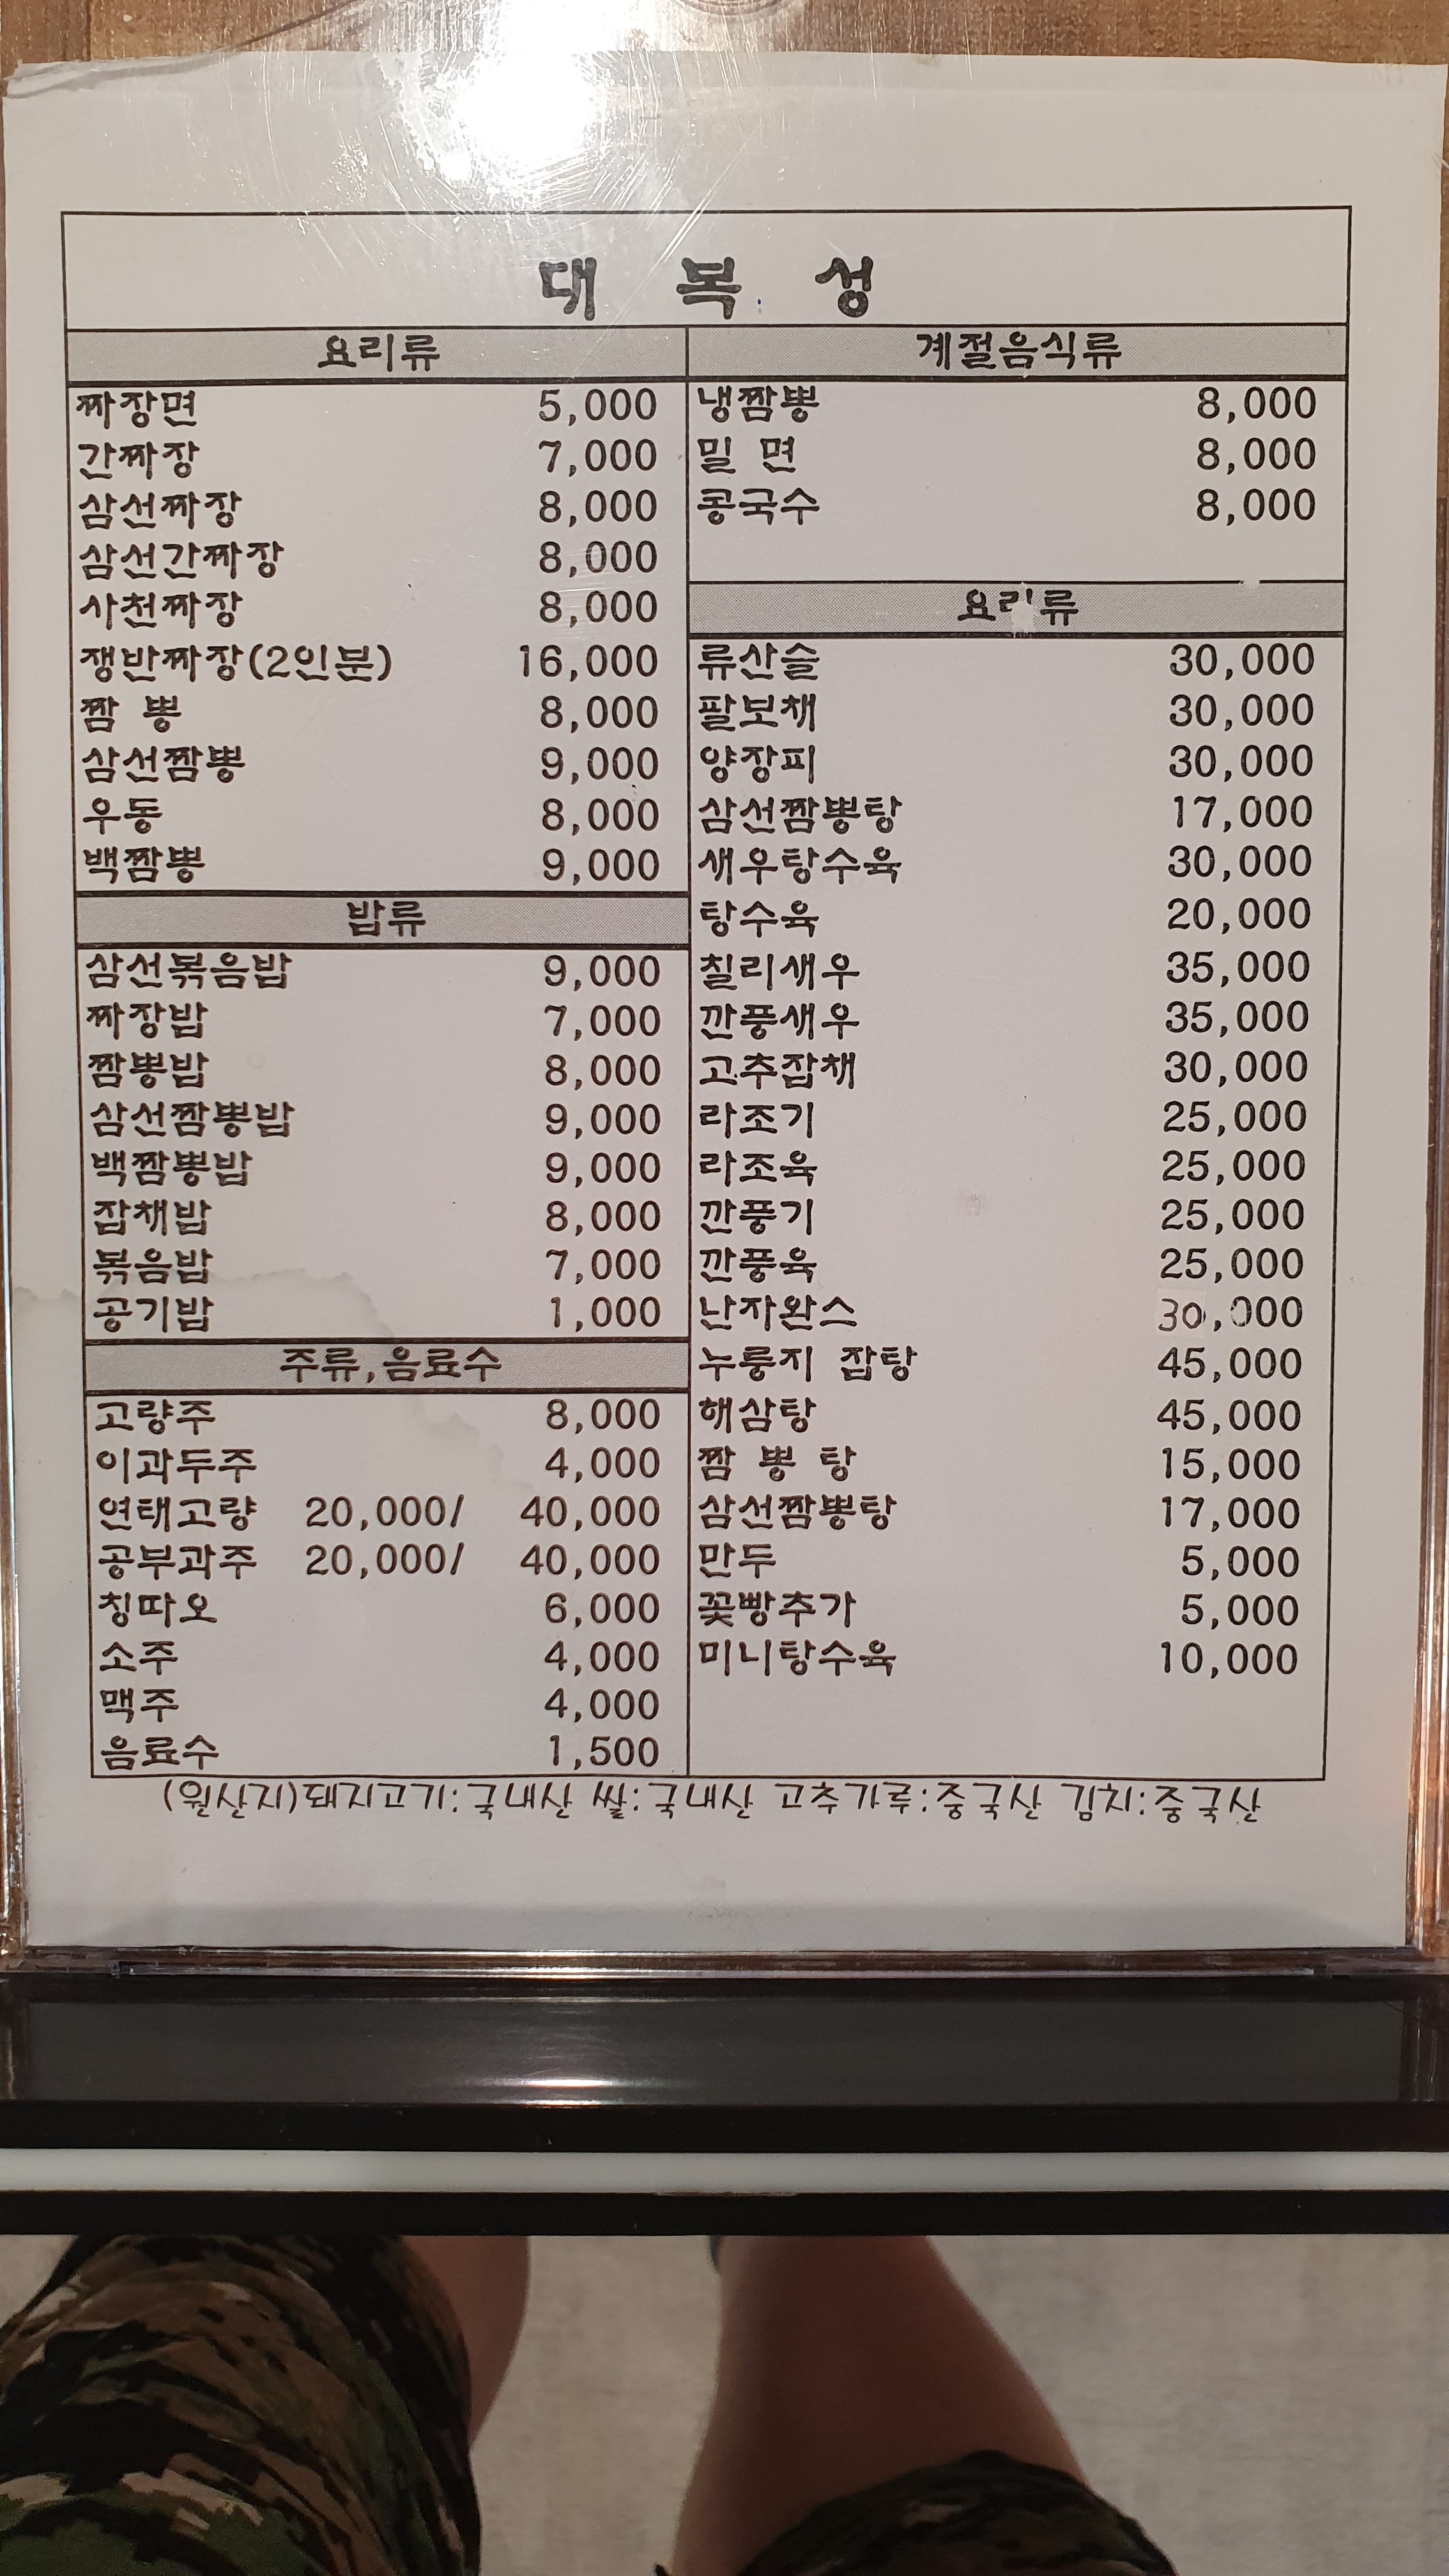 대 복 성
요리류
짜장면 5,000
간짜장 7,000
삼선짜장 8,000
삼선간짜장 8,000
사천짜장 8,000
쟁반짜장(2인분) 16,000
짬 뽕 8,000
삼선짬뽕 9,000
우동 8,000
백짬뽕 9,000
밥류
삼선볶음밥 9,000
짜장밥 7,000
짬뽕밥 8,000
삼선짬뽕밥 9,000
백짬뽕밥 9,000
잡채밥 8,000
볶음밥 7,000
공기밥 1,000
주류,음료수
고량주 8,000
이과두주 4,000
연태고량 20,000/ 40,000
공부과주 20,000/ 40,000
칭따오 6,000
소주 4,000
맥주 4,000
음료수 1,500
계절음식류
냉짬뽕 8,000
밀 면 8,000
콩국수 8,000
요리류
류산슬 30,000
팔보채 30,000
양장피 30,000
삼선짬뽕탕 17,000
새우탕수육 30,000
탕수육 20,000
칠리새우 35,000
깐풍새우 35,000
고추잡채 30,000
라조기 25,000
라조육 25,000
깐풍기 25,000
깐풍육 25,000
난자완스 30,000
누룽지 잡탕 45,000
해삼탕 45,000
짬 뽕 탕 15,000
삼선짬뽕탕 17,000
만두 5,000
꽃빵추가 5,000
미니탕수육 10,000
(원산지)돼지고기:국내산 쌀:국내산 고추가루:중국산 김치:중국산